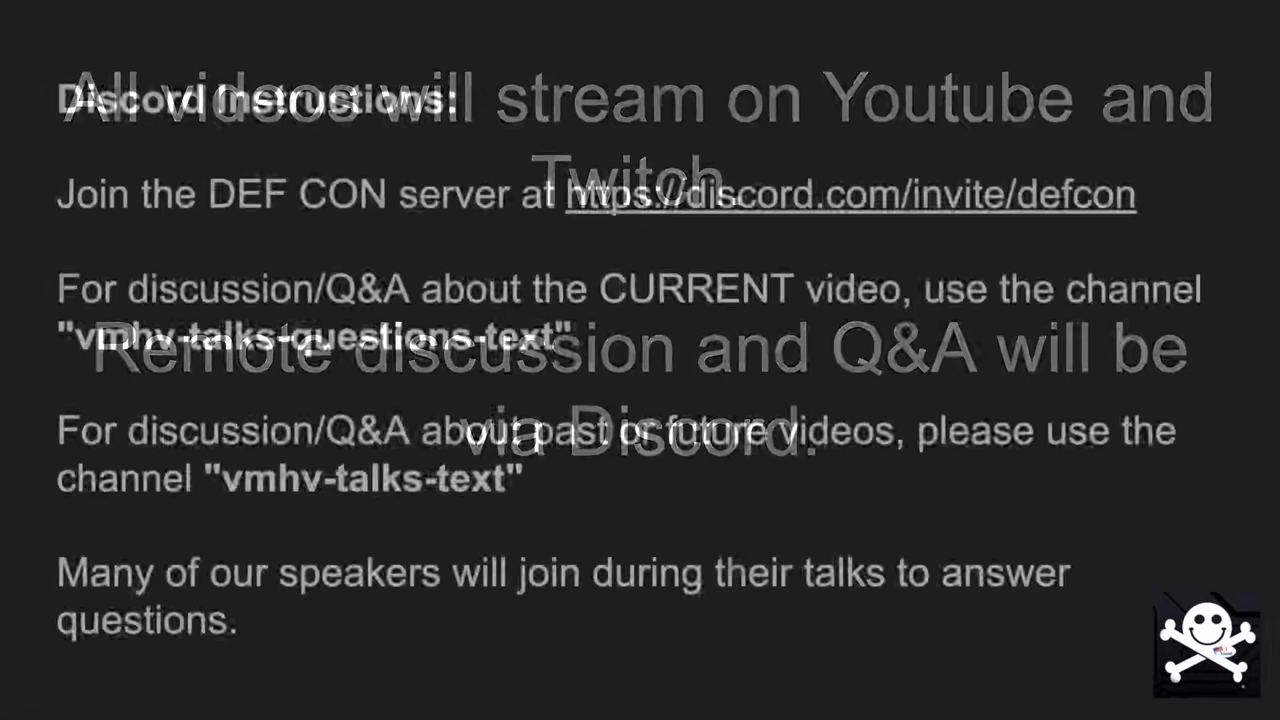 All videos will stream on Youtube and
Twitch.
Remote discussion and Q&A will be
via Discord.
Discord Instructions:
Join the DEF CON server at https://discord.com/invite/defcon
For discussion/Q&A about the CURRENT video, use the channel
"vmhv-talks-questions-text"
For discussion/Q&A about past or future videos, please use the
channel "vmhv-talks-text"
Many of our speakers will join during their talks to answer
questions.